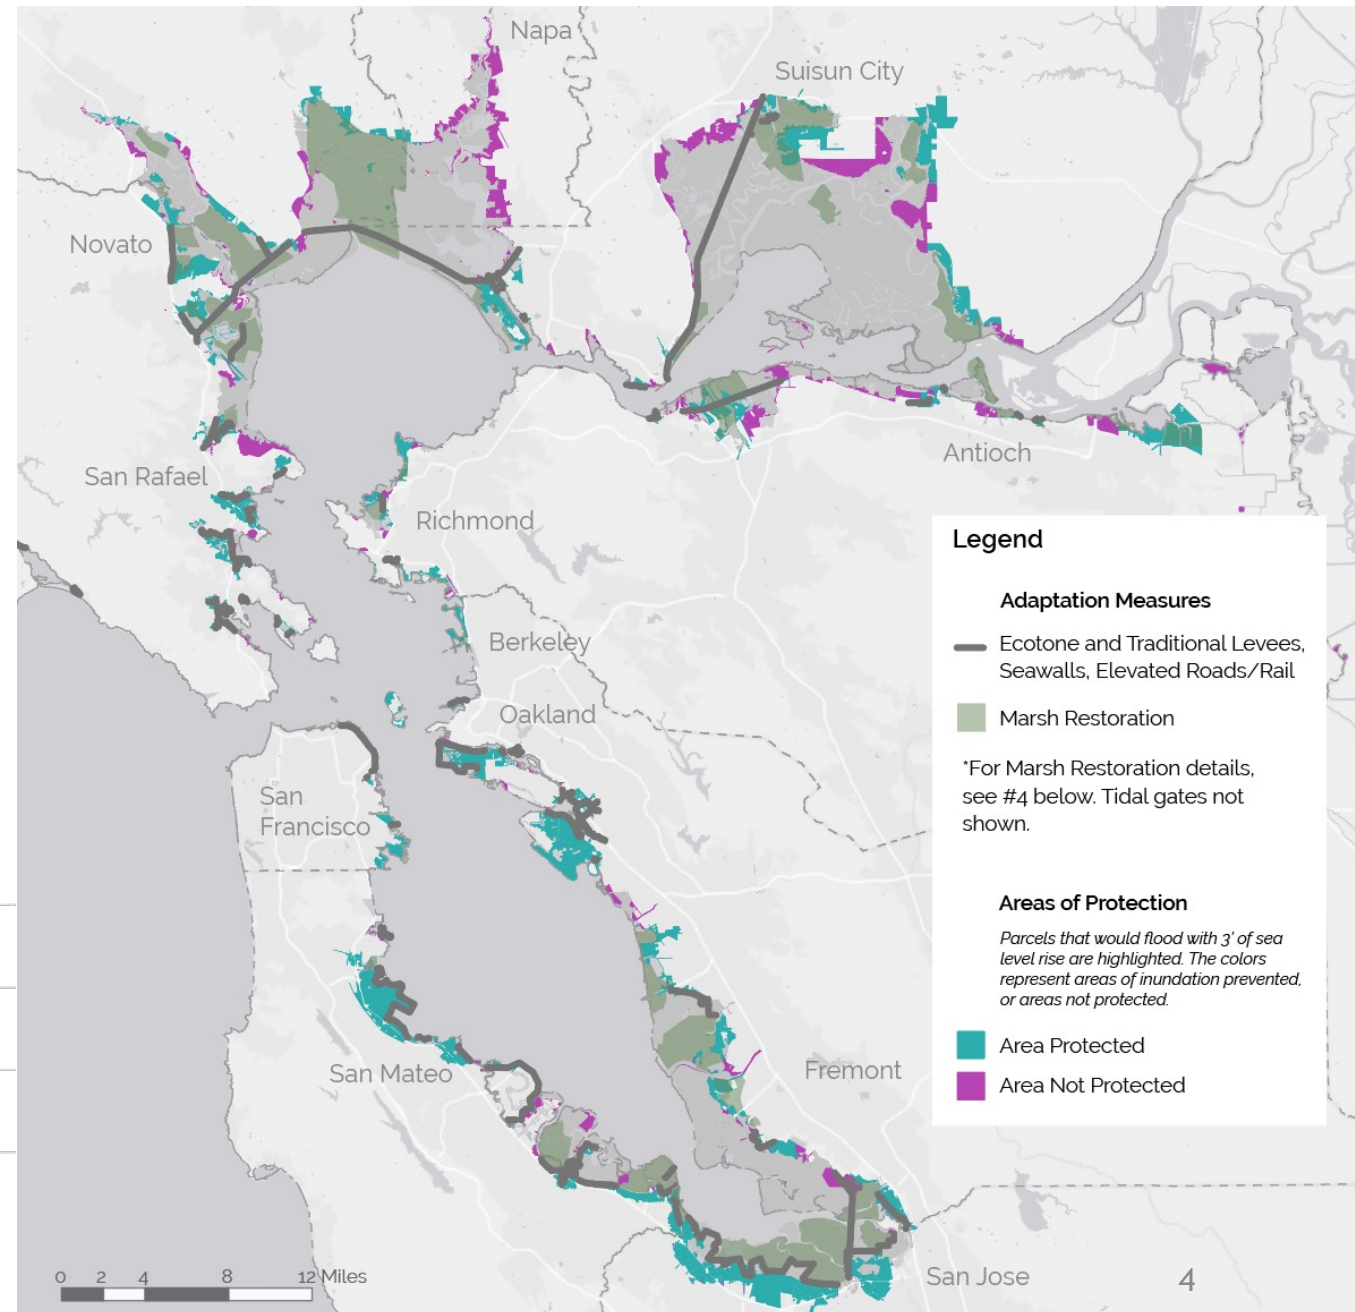 Napa
Suisun City
Novato
San Rafael
Antioch
Richmond
Berkeley
Oakland
San
Francisco
San Mateo
Fremont
San Jose
Legend
Adaptation Measures
Ecotone and Traditional Levees,
Seawalls, Elevated Roads/Rail
Marsh Restoration
*For Marsh Restoration details,
see #4 below. Tidal gates not
shown.
Areas of Protection
Parcels that would flood with 3' of sea
level rise are highlighted. The colors
represent areas of inundation prevented,
or areas not protected.
Area Protected
Area Not Protected
0 2 4 8 12 Miles
4